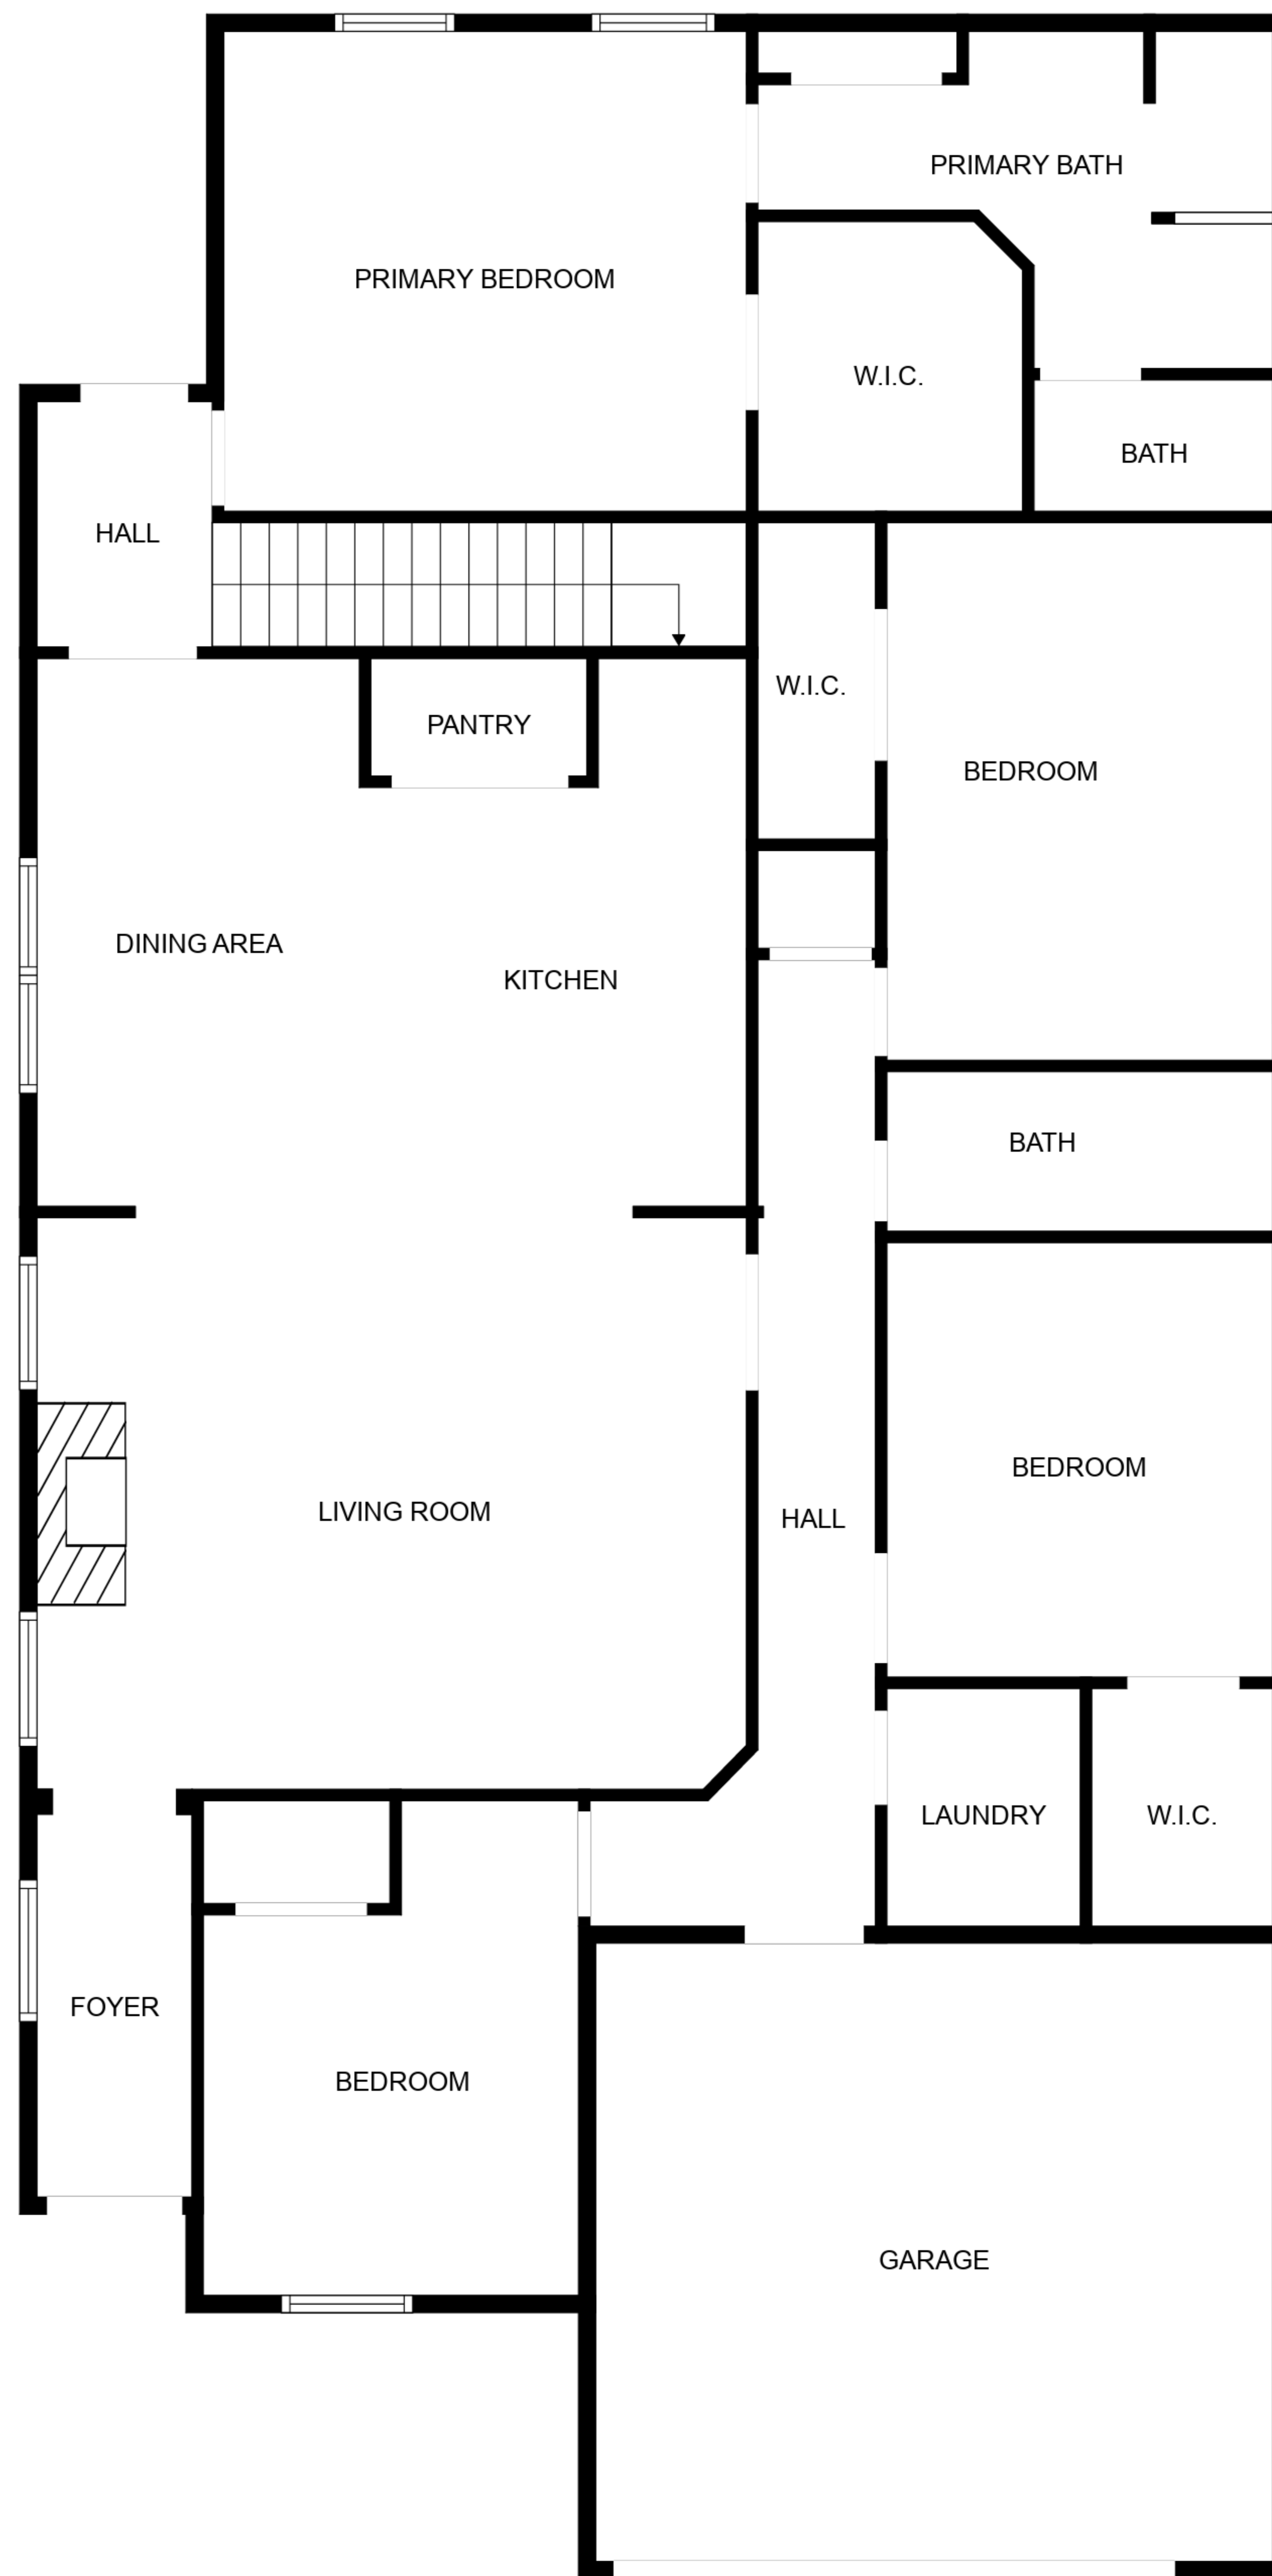 PRIMARY BATH
PRIMARY BEDROOM
W.I.C.
BATH
HALL
W.I.C.
PANTRY
BEDROOM
DINING AREA
KITCHEN
BATH
BEDROOM
LIVING ROOM
HALL
LAUNDRY
W.I.C.
FOYER
BEDROOM
GARAGE